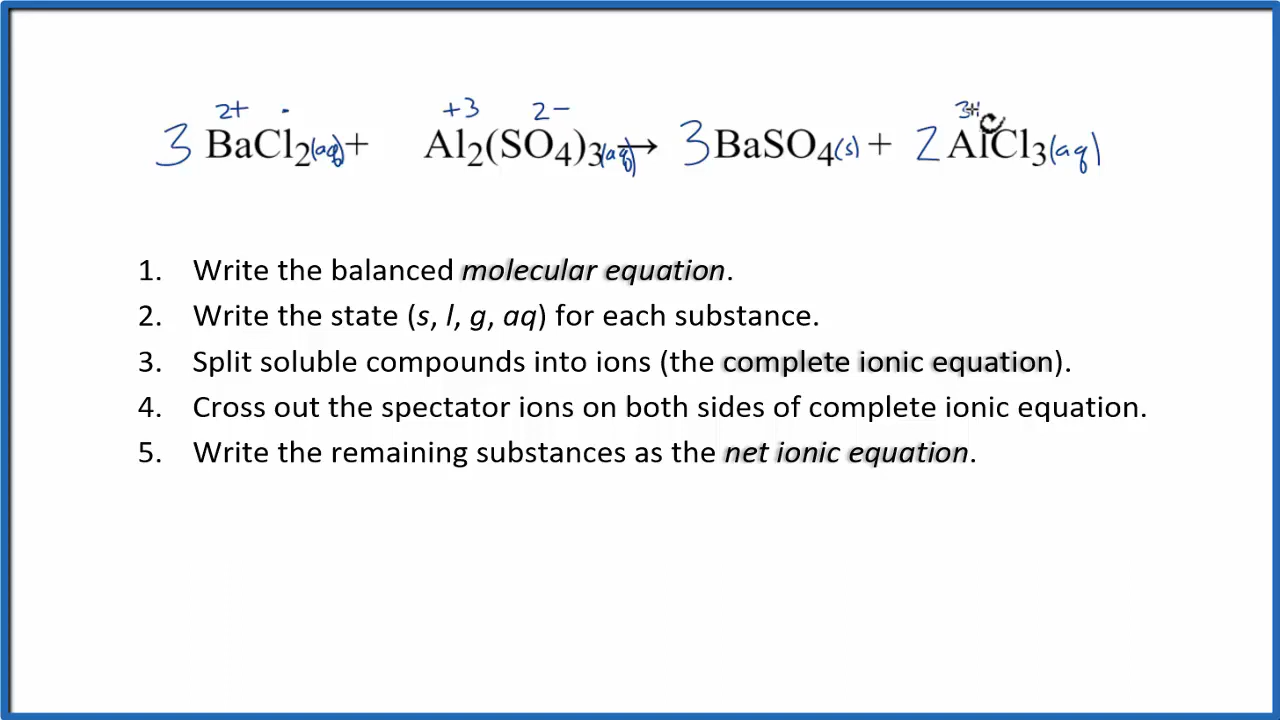 2+ +3 2− 3+
3 BaCl2(aq) + Al2(SO4)3(aq) → 3 BaSO4(s) + 2 AlCl3(aq)
1. Write the balanced molecular equation.
2. Write the state (s, l, g, aq) for each substance.
3. Split soluble compounds into ions (the complete ionic equation).
4. Cross out the spectator ions on both sides of complete ionic equation.
5. Write the remaining substances as the net ionic equation.